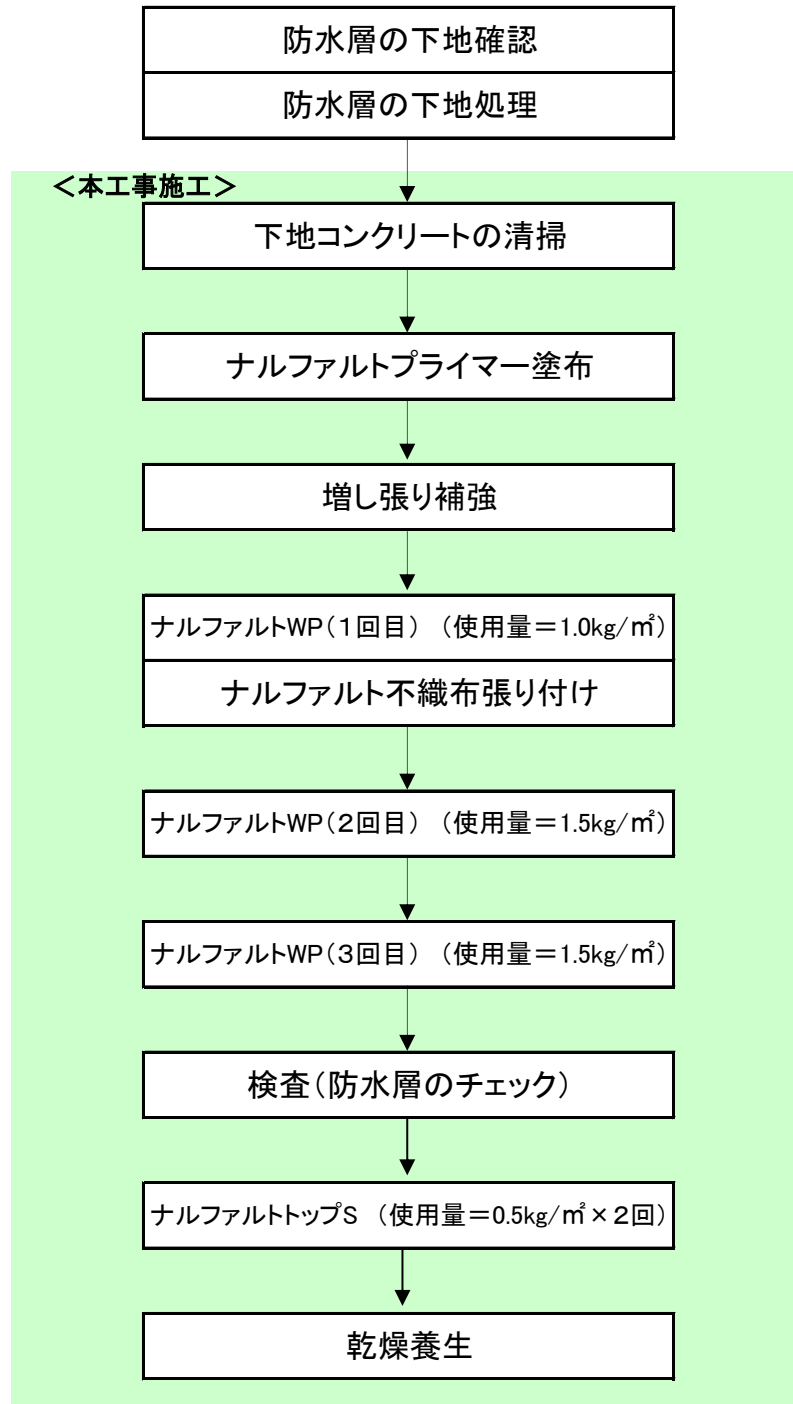 防水層の下地確認
防水層の下地処理
＜本工事施工＞
下地コンクリートの清掃
ナルファルトプライマー塗布
増し張り補強
ナルファルトWP（１回目）　（使用量＝1.0kg/㎡）
ナルファルト不織布張り付け
ナルファルトWP（２回目）　（使用量＝1.5kg/㎡）
ナルファルトWP（３回目）　（使用量＝1.5kg/㎡）
検査（防水層のチェック）
ナルファルトトップS　（使用量＝0.5kg/㎡×２回）
乾燥養生